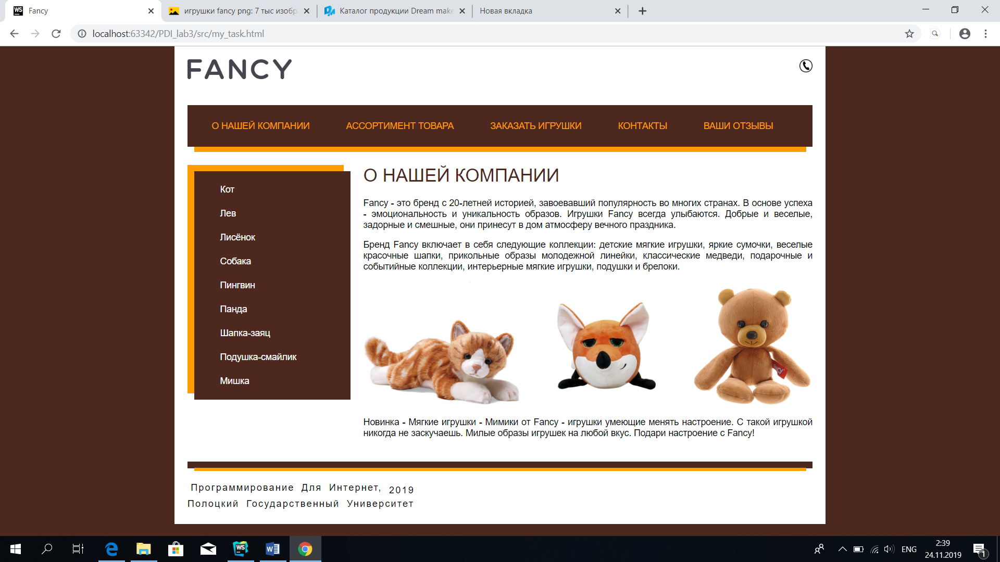 Fancy
игрушки fancy png: 7 тыс изобр
Каталог продукции Dream make
Новая вкладка
localhost:63342/PDI_lab3/src/my_task.html
FANCY
О НАШЕЙ КОМПАНИИ АССОРТИМЕНТ ТОВАРА ЗАКАЗАТЬ ИГРУШКИ КОНТАКТЫ ВАШИ ОТЗЫВЫ
Кот
Лев
Лисёнок
Собака
Пингвин
Панда
Шапка-заяц
Подушка-смайлик
Мишка
О НАШЕЙ КОМПАНИИ
Fancy - это бренд с 20-летней историей, завоевавший популярность во многих странах. В основе успеха
- эмоциональность и уникальность образов. Игрушки Fancy всегда улыбаются. Добрые и веселые,
задорные и смешные, они принесут в дом атмосферу вечного праздника.
Бренд Fancy включает в себя следующие коллекции: детские мягкие игрушки, яркие сумочки, веселые
красочные шапки, прикольные образы молодежной линейки, классические медведи, подарочные и
событийные коллекции, интерьерные мягкие игрушки, подушки и брелоки.
Fancy
Новинка - Мягкие игрушки - Мимики от Fancy - игрушки умеющие менять настроение. С такой игрушкой
никогда не заскучаешь. Милые образы игрушек на любой вкус. Подари настроение с Fancy!
Программирование Для Интернет, 2019
Полоцкий Государственный Университет
WS
WS
ENG
2:39
24.11.2019
1